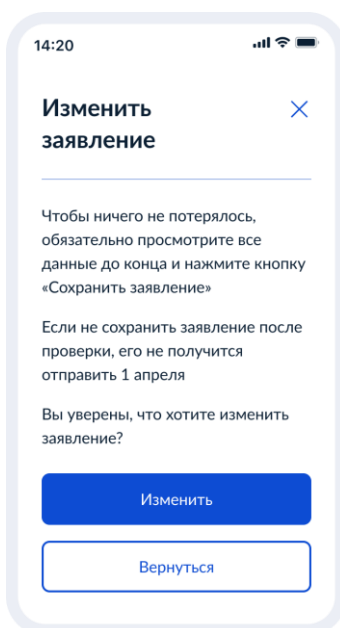 14:20
Изменить
заявление
Чтобы ничего не потерялось,
обязательно просмотрите все
данные до конца и нажмите кнопку
«Сохранить заявление»
Если не сохранить заявление после
проверки, его не получится
отправить 1 апреля
Вы уверены, что хотите изменить
заявление?
Изменить
Вернуться